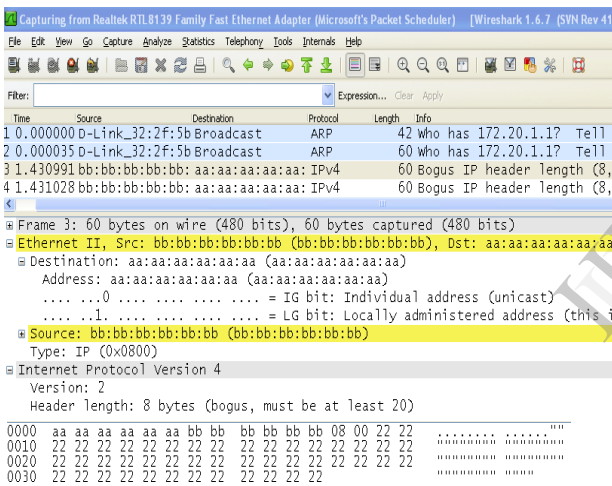 Capturing from Realtek RTL8139 Family Fast Ethernet Adapter (Microsoft's Packet Scheduler) [Wireshark 1.6.7 (SVN Rev 41
File Edit View Go Capture Analyze Statistics Telephony Tools Internals Help
Filter: Expression... Clear Apply
Time Source Destination Protocol Length Info
1 0.000000 D-Link_32:2f:5b Broadcast ARP 42 Who has 172.20.1.1? Tell
2 0.000035 D-Link_32:2f:5b Broadcast ARP 60 Who has 172.20.1.1? Tell
3 1.430991 bb:bb:bb:bb:bb: aa:aa:aa:aa:aa: IPv4 60 Bogus IP header length (8,
4 1.431028 bb:bb:bb:bb:bb: aa:aa:aa:aa:aa: IPv4 60 Bogus IP header length (8,
Frame 3: 60 bytes on wire (480 bits), 60 bytes captured (480 bits)
Ethernet II, Src: bb:bb:bb:bb:bb:bb (bb:bb:bb:bb:bb:bb), Dst: aa:aa:aa:aa:aa:aa
Destination: aa:aa:aa:aa:aa:aa (aa:aa:aa:aa:aa:aa)
Address: aa:aa:aa:aa:aa:aa (aa:aa:aa:aa:aa:aa)
.... ...0 .... .... .... .... = IG bit: Individual address (unicast)
.... ..1. .... .... .... .... = LG bit: Locally administered address (this i
Source: bb:bb:bb:bb:bb:bb (bb:bb:bb:bb:bb:bb)
Type: IP (0x0800)
Internet Protocol Version 4
Version: 2
Header length: 8 bytes (bogus, must be at least 20)
0000 aa aa aa aa aa aa bb bb bb bb bb bb 08 00 22 22 ........ ......""
0010 22 22 22 22 22 22 22 22 22 22 22 22 22 22 22 22 """""""" """"""""
0020 22 22 22 22 22 22 22 22 22 22 22 22 22 22 22 22 """""""" """"""""
0030 22 22 22 22 22 22 22 22 22 22 22 22 """""""" """"